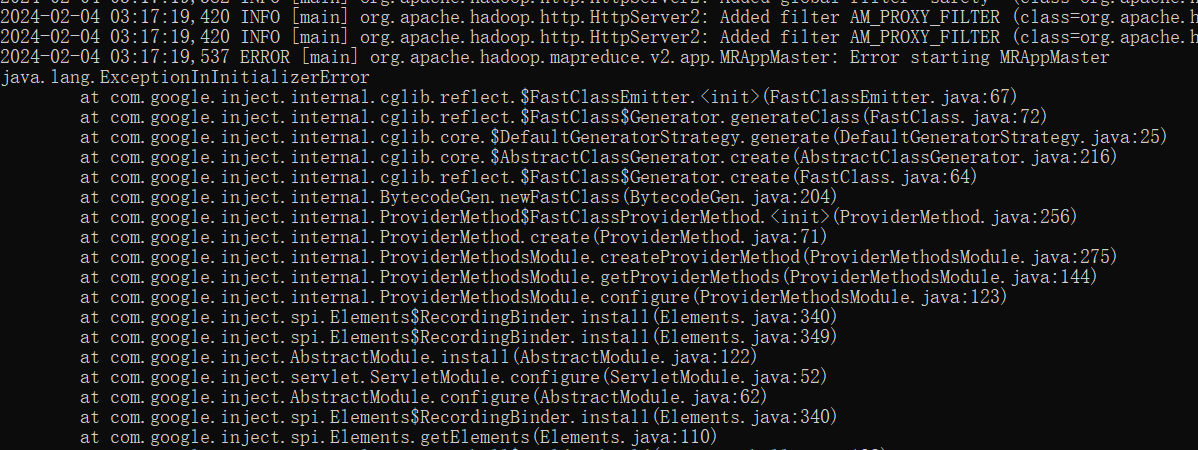 2024-02-04 03:17:19,420 INFO [main] org.apache.hadoop.http.HttpServer2: Added filter AM_PROXY_FILTER (class=org.apache.h
2024-02-04 03:17:19,420 INFO [main] org.apache.hadoop.http.HttpServer2: Added filter AM_PROXY_FILTER (class=org.apache.h
2024-02-04 03:17:19,537 ERROR [main] org.apache.hadoop.mapreduce.v2.app.MRAppMaster: Error starting MRAppMaster
java.lang.ExceptionInInitializerError
at com.google.inject.internal.cglib.reflect.$FastClassEmitter.<init>(FastClassEmitter.java:67)
at com.google.inject.internal.cglib.reflect.$FastClass$Generator.generateClass(FastClass.java:72)
at com.google.inject.internal.cglib.core.$DefaultGeneratorStrategy.generate(DefaultGeneratorStrategy.java:25)
at com.google.inject.internal.cglib.core.$AbstractClassGenerator.create(AbstractClassGenerator.java:216)
at com.google.inject.internal.cglib.reflect.$FastClass$Generator.create(FastClass.java:64)
at com.google.inject.internal.BytecodeGen.newFastClass(BytecodeGen.java:204)
at com.google.inject.internal.ProviderMethod$FastClassProviderMethod.<init>(ProviderMethod.java:256)
at com.google.inject.internal.ProviderMethod.create(ProviderMethod.java:71)
at com.google.inject.internal.ProviderMethodsModule.createProviderMethod(ProviderMethodsModule.java:275)
at com.google.inject.internal.ProviderMethodsModule.getProviderMethods(ProviderMethodsModule.java:144)
at com.google.inject.internal.ProviderMethodsModule.configure(ProviderMethodsModule.java:123)
at com.google.inject.spi.Elements$RecordingBinder.install(Elements.java:340)
at com.google.inject.spi.Elements$RecordingBinder.install(Elements.java:349)
at com.google.inject.AbstractModule.install(AbstractModule.java:122)
at com.google.inject.servlet.ServletModule.configure(ServletModule.java:52)
at com.google.inject.AbstractModule.configure(AbstractModule.java:62)
at com.google.inject.spi.Elements$RecordingBinder.install(Elements.java:340)
at com.google.inject.spi.Elements.getElements(Elements.java:110)